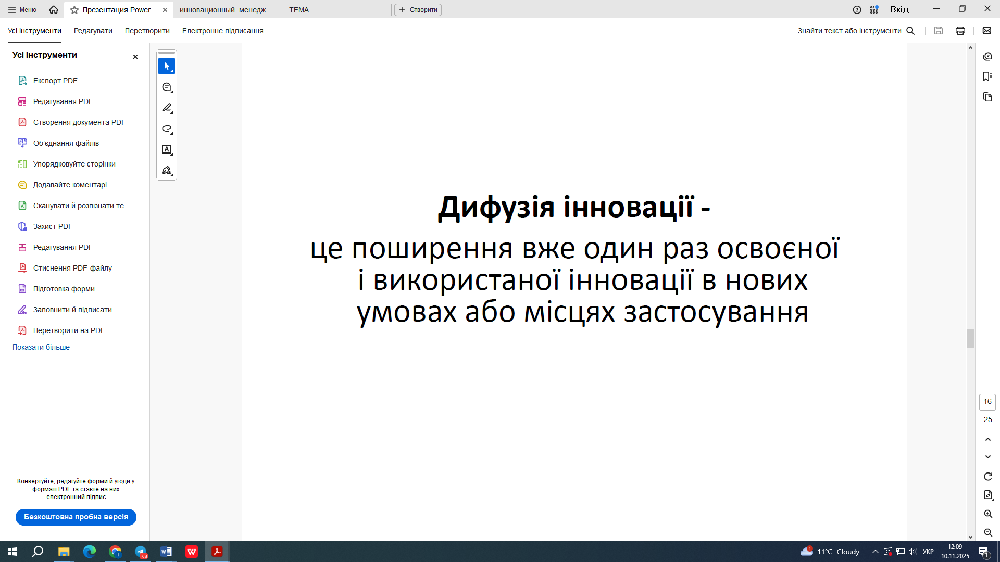 Меню
Презентация Power...
инновационный_менедж...
ТЕМА
Створити
Вхід
Усі інструменти
Редагувати
Перетворити
Електронне підписання
Знайти текст або інструменти
Усі інструменти
Експорт PDF
Редагування PDF
Створення документа PDF
Об'єднання файлів
Упорядковуйте сторінки
Додавайте коментарі
Сканувати й розпізнати те...
Захист PDF
Редагування PDF
Стиснення PDF-файлу
Підготовка форми
Заповнити й підписати
Перетворити на PDF
Показати більше
Конвертуйте, редагуйте форми й угоди у
форматі PDF та ставте на них
електронний підпис
Безкоштовна пробна версія
Дифузія інновації -
це поширення вже один раз освоєної
і використаної інновації в нових
умовах або місцях застосування
16
25
.63
1
11°C Cloudy
УКР
12:09
10.11.2025
1